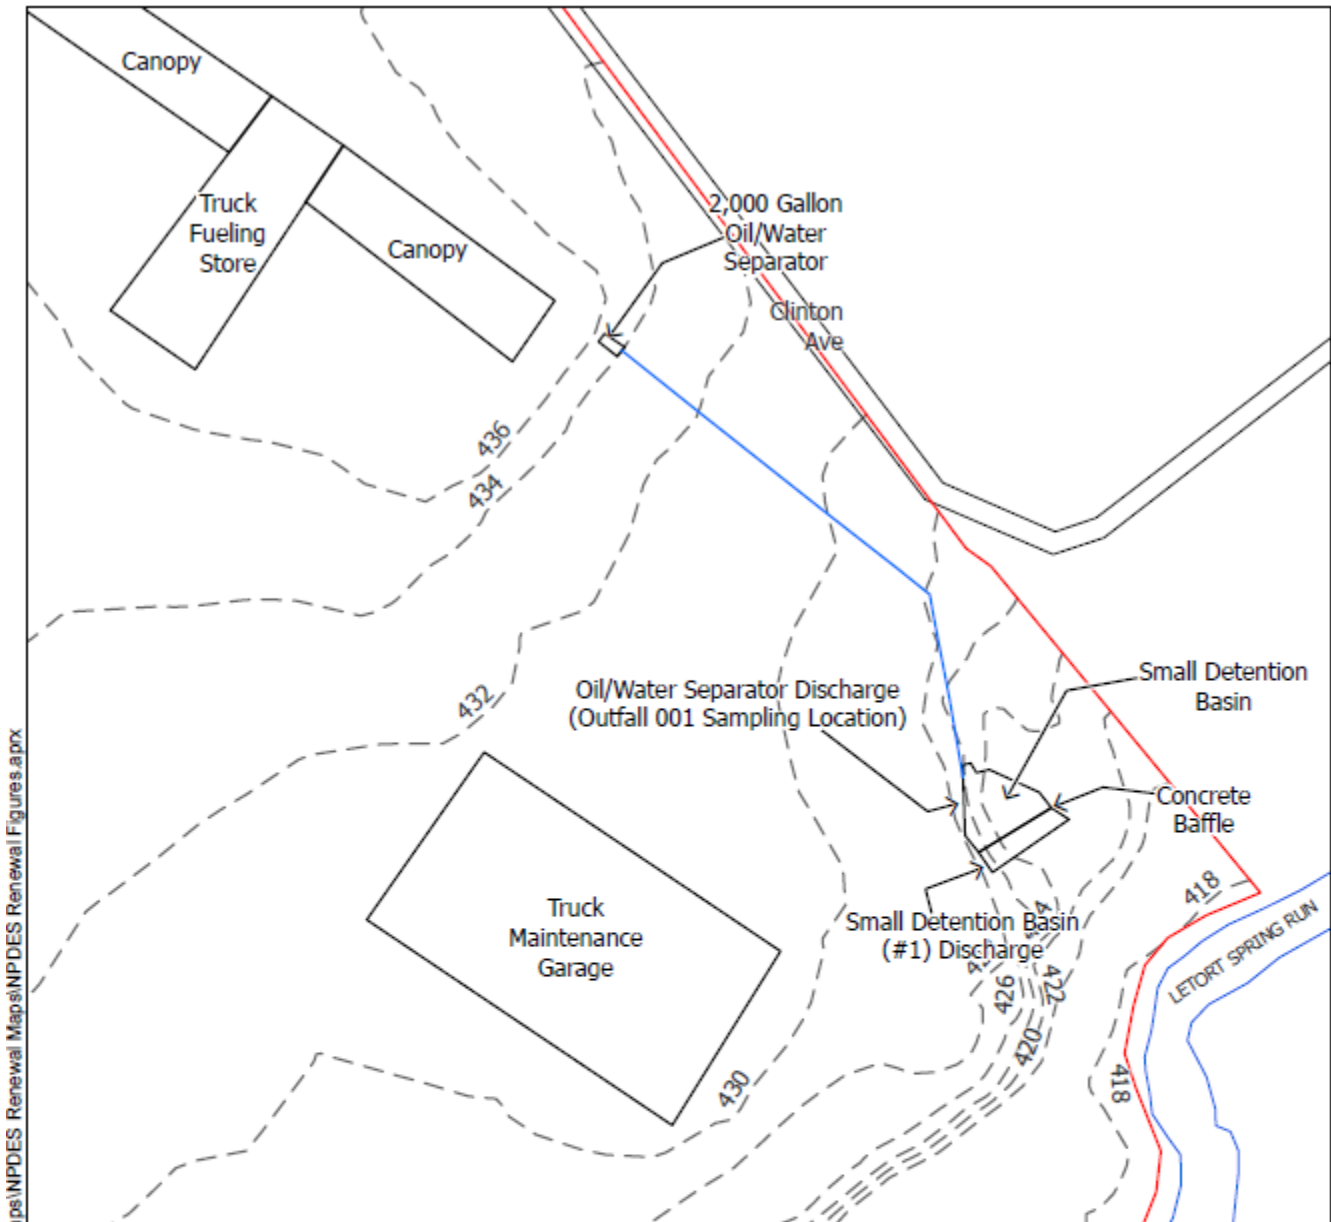 Canopy
Truck
Fueling
Store
Canopy
2,000 Gallon
Oil/Water
Separator
Clinton
Ave
436
434
432
Oil/Water Separator Discharge
(Outfall 001 Sampling Location)
Small Detention
Basin
Concrete
Baffle
418
LETORT SPRING RUN
Small Detention Basin
(#1) Discharge
Truck
Maintenance
Garage
426
422
420
418
430
ps\NPDES Renewal Maps\NPDES Renewal Figures.aprx